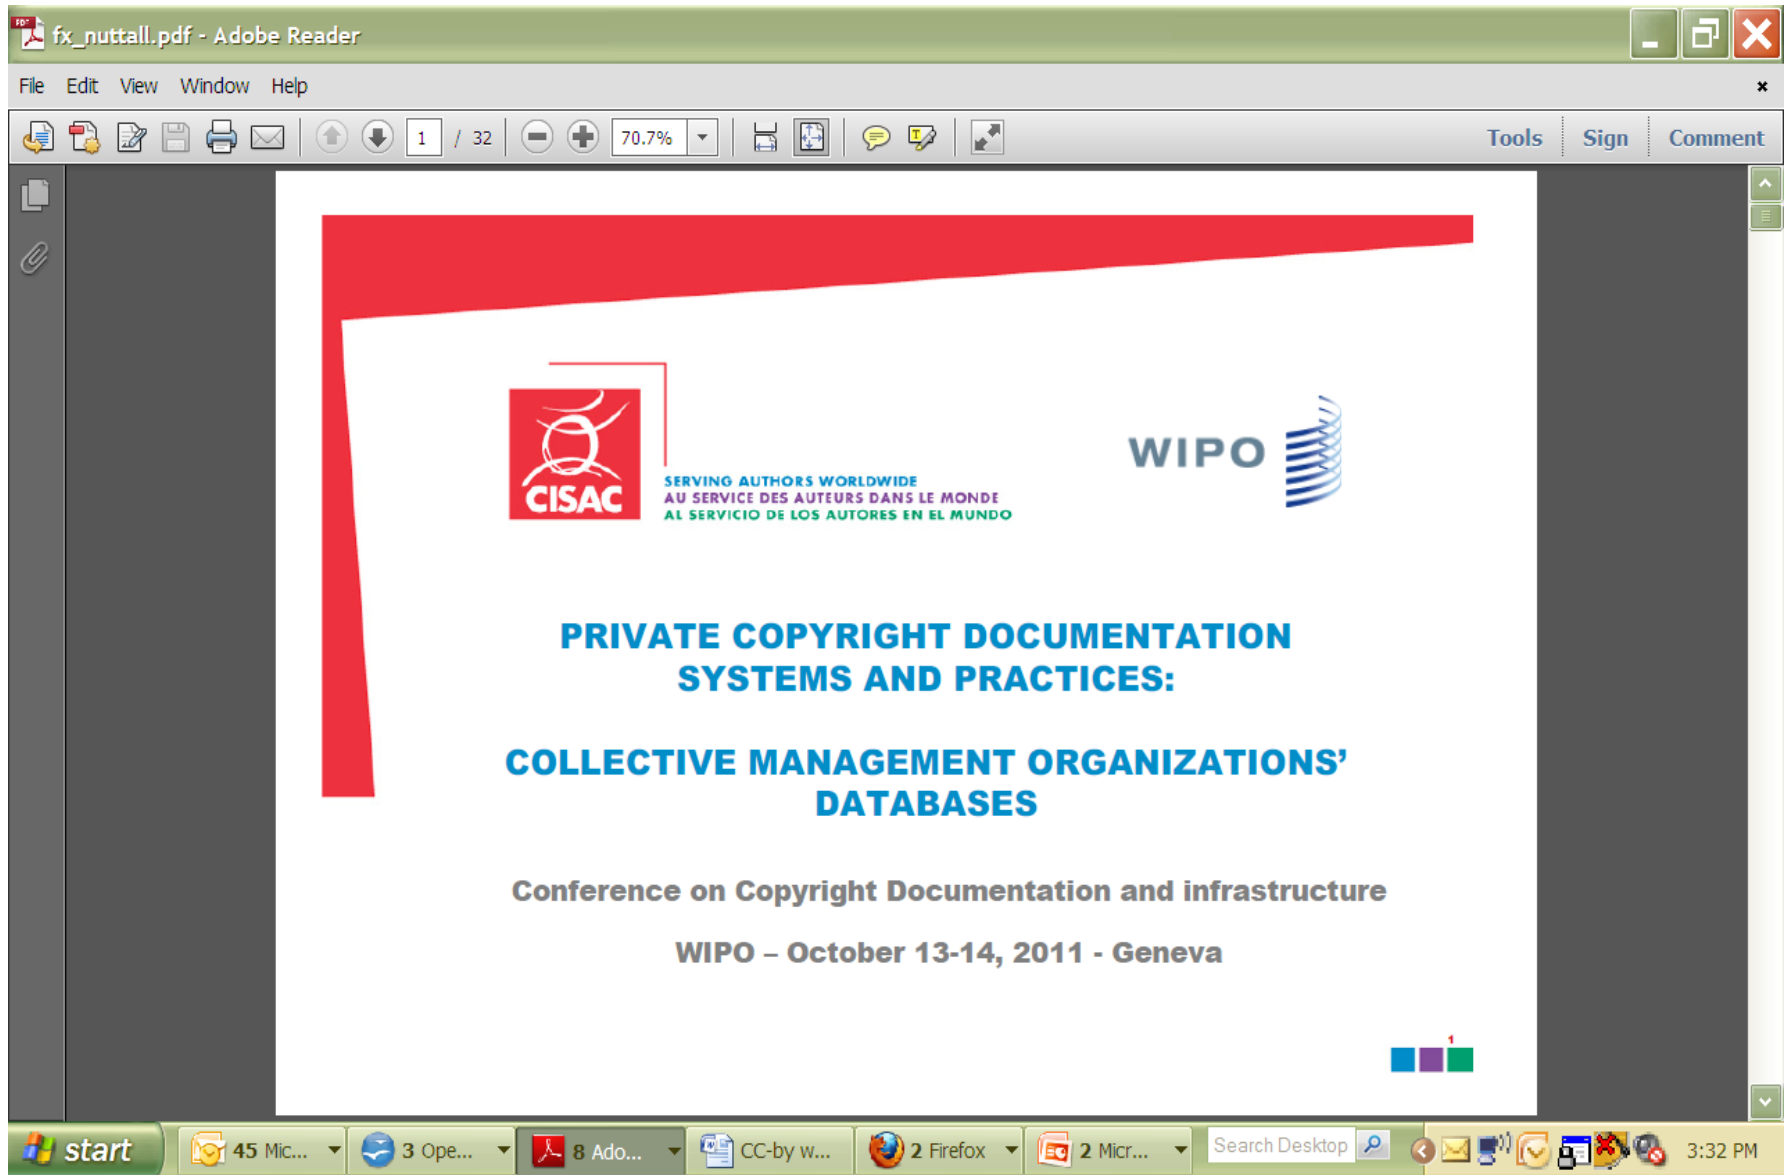 fx_nuttall.pdf - Adobe Reader
File Edit View Window Help
1 / 32 70.7% Tools Sign Comment
CISAC
SERVING AUTHORS WORLDWIDE
AU SERVICE DES AUTEURS DANS LE MONDE
AL SERVICIO DE LOS AUTORES EN EL MUNDO
WIPO
PRIVATE COPYRIGHT DOCUMENTATION
SYSTEMS AND PRACTICES:
COLLECTIVE MANAGEMENT ORGANIZATIONS’
DATABASES
Conference on Copyright Documentation and infrastructure
WIPO – October 13-14, 2011 - Geneva
1
start 45 Mic... 3 Ope... 8 Ado... CC-by w... 2 Firefox 2 Micr... Search Desktop 3:32 PM